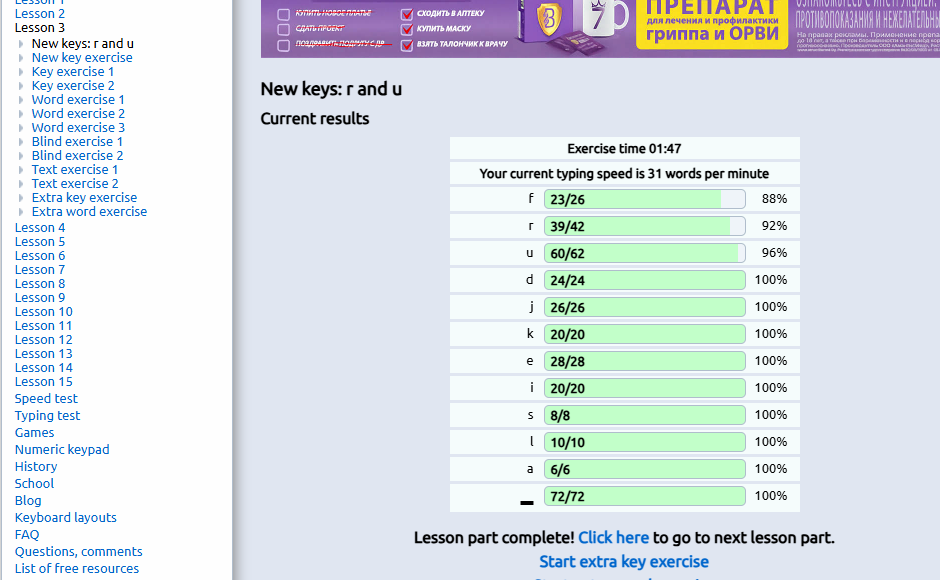 Lesson 1
Lesson 2
Lesson 3
New keys: r and u
New key exercise
Key exercise 1
Key exercise 2
Word exercise 1
Word exercise 2
Word exercise 3
Blind exercise 1
Blind exercise 2
Text exercise 1
Text exercise 2
Extra key exercise
Extra word exercise
Lesson 4
Lesson 5
Lesson 6
Lesson 7
Lesson 8
Lesson 9
Lesson 10
Lesson 11
Lesson 12
Lesson 13
Lesson 14
Lesson 15
Speed test
Typing test
Games
Numeric keypad
History
School
Blog
Keyboard layouts
FAQ
Questions, comments
List of free resources
КУПИТЬ НОВОЕ ПЛАТЬЕ
СДАТЬ ПРОЕКТ
ПОЗДРАВИТЬ ПОДРУГУ С ДР
СХОДИТЬ В АПТЕКУ
КУПИТЬ МАСКУ
ВЗЯТЬ ТАЛОНЧИК К ВРАЧУ
7
ПРЕПАРАТ
для лечения и профилактики
гриппа и ОРВИ
ОЗНАКОМЬТЕСЬ С ИНСТРУКЦИЕЙ.
ПРОТИВОПОКАЗАНИЯ И НЕЖЕЛАТЕЛЬН
На правах рекламы.
New keys: r and u
Current results
Exercise time 01:47
Your current typing speed is 31 words per minute
f 23/26 88%
r 39/42 92%
u 60/62 96%
d 24/24 100%
j 26/26 100%
k 20/20 100%
e 28/28 100%
i 20/20 100%
s 8/8 100%
l 10/10 100%
a 6/6 100%
_ 72/72 100%
Lesson part complete! Click here to go to next lesson part.
Start extra key exercise